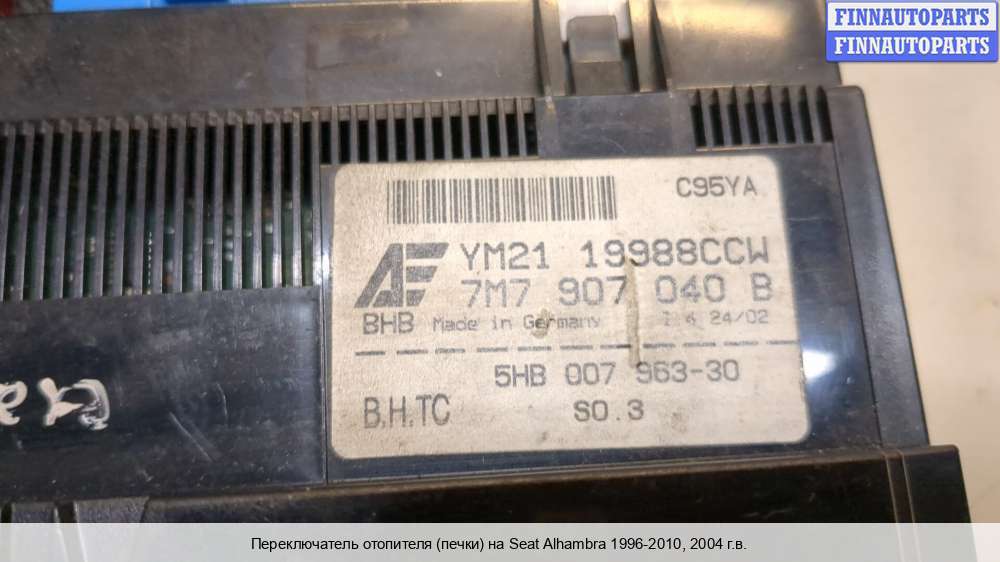 FINNAUTOPARTS
FINNAUTOPARTS
C95YA
AE YM21 19988CCW
7M7 907 040 B
BHB Made in Germany 24/02
5HB 007 963-30
B.H.TC SO.3
Переключатель отопителя (печки) на Seat Alhambra 1996-2010, 2004 г.в.